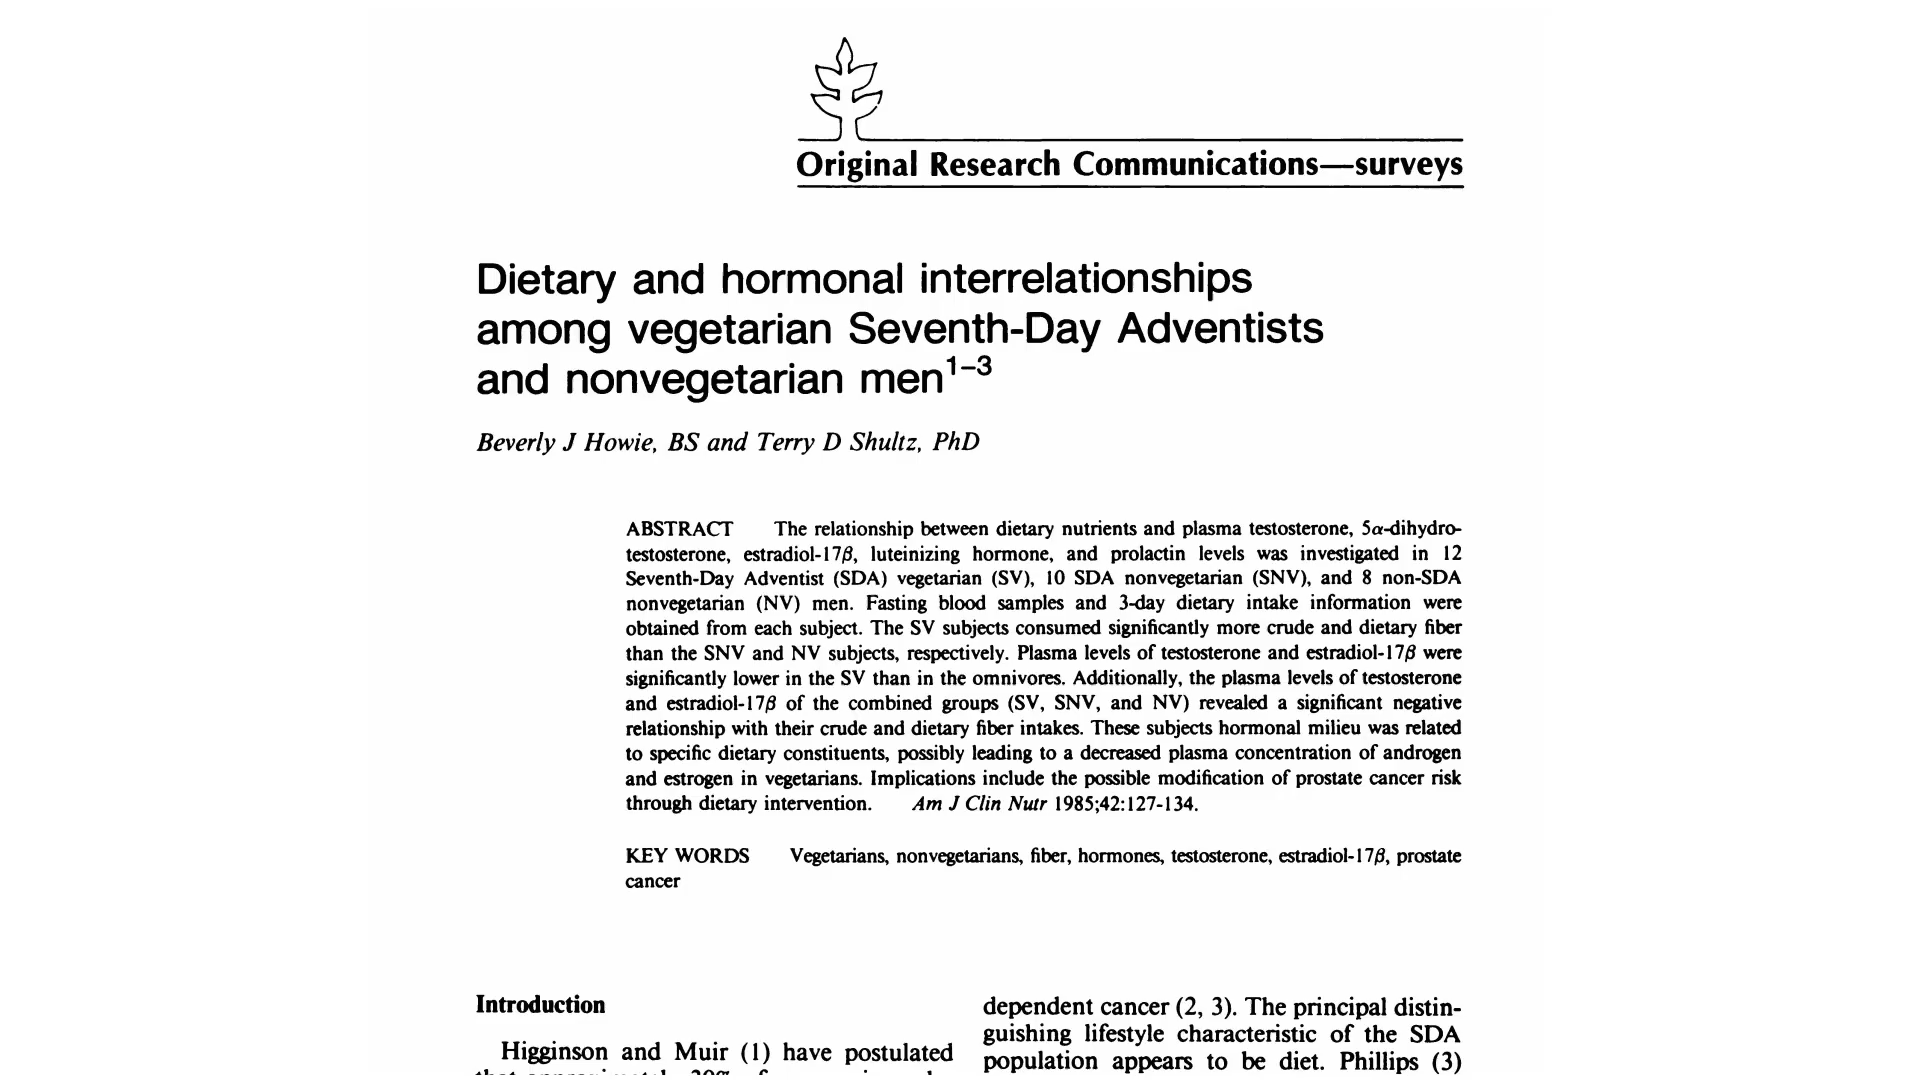 Original Research Communications—surveys
Dietary and hormonal interrelationships
among vegetarian Seventh-Day Adventists
and nonvegetarian men1-3
Beverly J Howie, BS and Terry D Shultz, PhD
ABSTRACT The relationship between dietary nutrients and plasma testosterone, 5α-dihydro-
testosterone, estradiol-17β, luteinizing hormone, and prolactin levels was investigated in 12
Seventh-Day Adventist (SDA) vegetarian (SV), 10 SDA nonvegetarian (SNV), and 8 non-SDA
nonvegetarian (NV) men. Fasting blood samples and 3-day dietary intake information were
obtained from each subject. The SV subjects consumed significantly more crude and dietary fiber
than the SNV and NV subjects, respectively. Plasma levels of testosterone and estradiol-17β were
significantly lower in the SV than in the omnivores. Additionally, the plasma levels of testosterone
and estradiol-17β of the combined groups (SV, SNV, and NV) revealed a significant negative
relationship with their crude and dietary fiber intakes. These subjects hormonal milieu was related
to specific dietary constituents, possibly leading to a decreased plasma concentration of androgen
and estrogen in vegetarians. Implications include the possible modification of prostate cancer risk
through dietary intervention. Am J Clin Nutr 1985;42:127-134.
KEY WORDS Vegetarians, nonvegetarians, fiber, hormones, testosterone, estradiol-17β, prostate
cancer
Introduction
Higginson and Muir (1) have postulated
dependent cancer (2, 3). The principal distin-
guishing lifestyle characteristic of the SDA
population appears to be diet. Phillips (3)